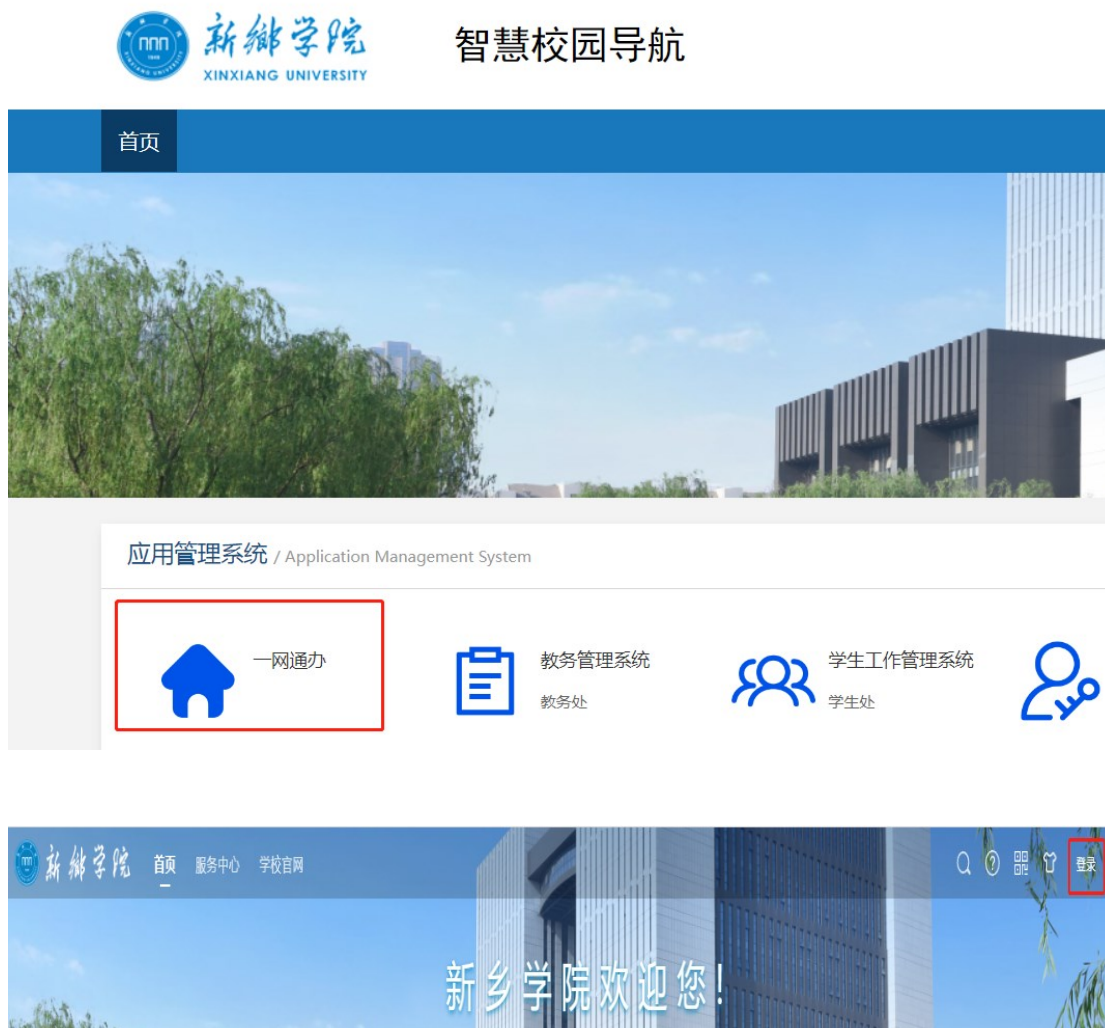 新鄉学院
XINXIANG UNIVERSITY
智慧校园导航
首页
应用管理系统 / Application Management System
一网通办
教务管理系统
教务处
学生工作管理系统
学生处
新鄉学院
首页 服务中心 学校官网
登录
新乡学院欢迎您!